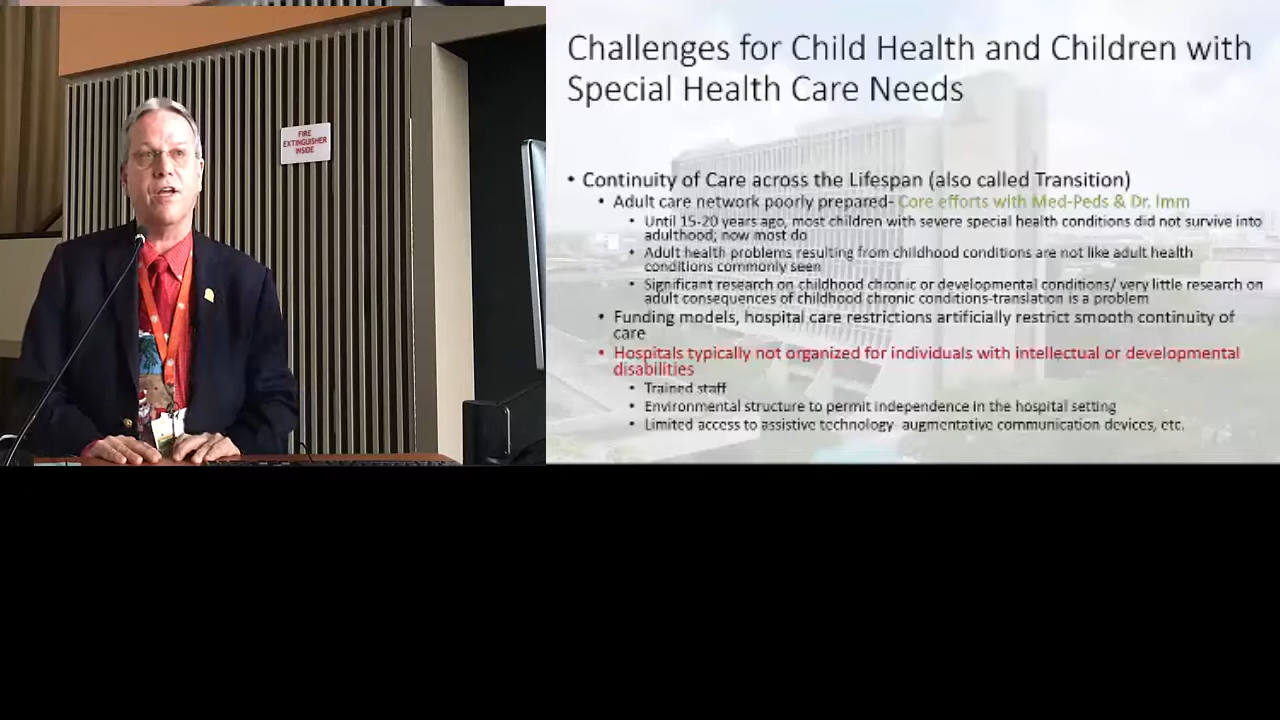 FIRE
EXTINGUISHER
INSIDE
Challenges for Child Health and Children with
Special Health Care Needs
• Continuity of Care across the Lifespan (also called Transition)
• Adult care network poorly prepared- Core efforts with Med-Peds & Dr. Imm
• Until 15-20 years ago, most children with severe special health conditions did not survive into
adulthood; now most do
• Adult health problems resulting from childhood conditions are not like adult health
conditions commonly seen
• Significant research on childhood chronic or developmental conditions/ very little research on
adult consequences of childhood chronic conditions-translation is a problem
• Funding models, hospital care restrictions artificially restrict smooth continuity of
care
• Hospitals typically not organized for individuals with intellectual or developmental
disabilities
• Trained staff
• Environmental structure to permit independence in the hospital setting
• Limited access to assistive technology- augmentative communication devices, etc.